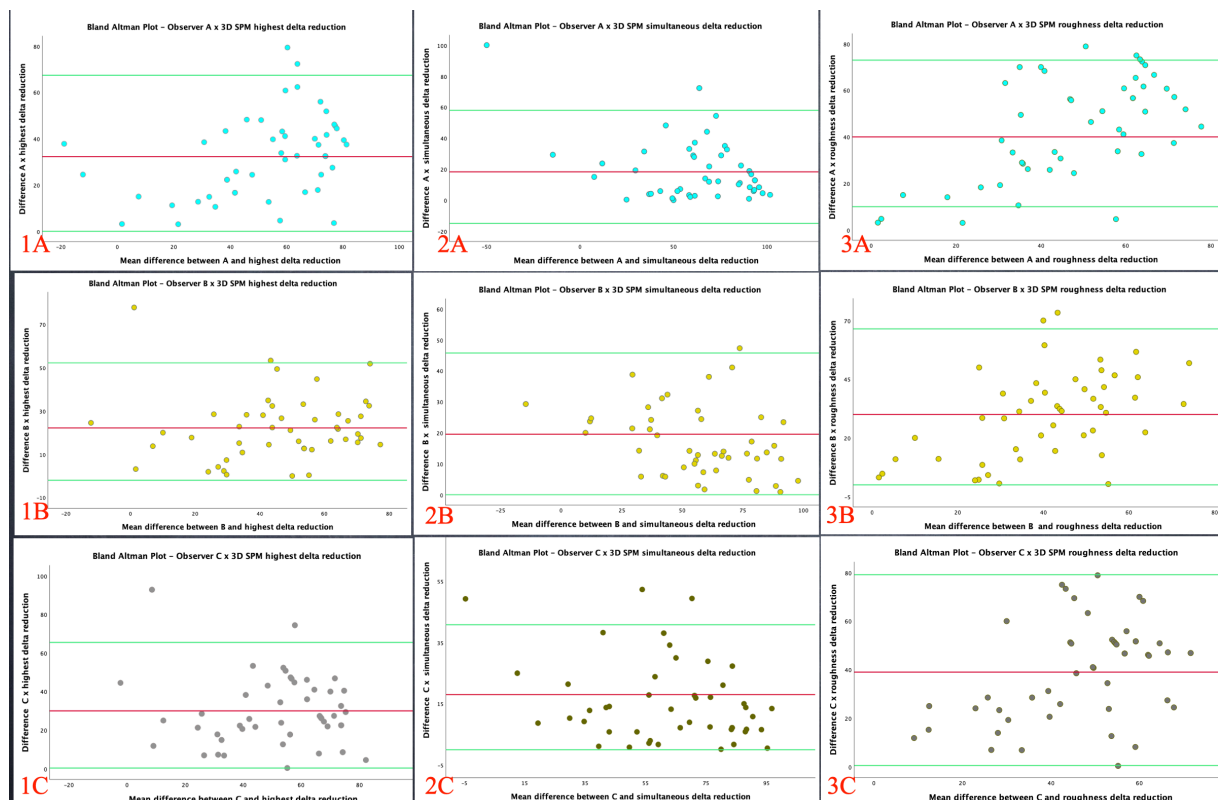 Bland Altman Plot – Observer A x 3D SPM highest delta reduction
Difference A x highest delta reduction
80
60
40
20
0
-20
0
20
40
60
80
100
Mean difference between A and highest delta reduction
1A
Bland Altman Plot – Observer A x 3D SPM simultaneous delta reduction
Difference A x simultaneous delta reduction
100
80
60
40
20
0
-20
-50
0
50
100
Mean difference between A and simultaneous delta reduction
2A
Bland Altman Plot – Observer A x 3D SPM roughness delta reduction
Difference A x roughness delta reduction
80
60
40
20
0
0
20
40
60
80
Mean difference between A and roughness delta reduction
3A
Bland Altman Plot – Observer B x 3D SPM highest delta reduction
Difference B x highest delta reduction
70
50
30
10
-10
-20
0
20
40
60
80
Mean difference between B and highest delta reduction
1B
Bland Altman Plot – Observer B x 3D SPM simultaneous delta reduction
Difference B x simultaneous delta reduction
60
50
40
30
20
10
0
-20
0
20
40
60
80
100
Mean difference between B and simultaneous delta reduction
2B
Bland Altman Plot – Observer B x 3D SPM roughness delta reduction
Difference B x roughness delta reduction
70
45
20
-5
0
20
40
60
80
Mean difference between B and roughness delta reduction
3B
Bland Altman Plot – Observer C x 3D SPM highest delta reduction
Difference C x highest delta reduction
100
80
60
40
20
0
0
20
40
60
80
Mean difference between C and highest delta reduction
1C
Bland Altman Plot – Observer C x 3D SPM simultaneous delta reduction
Difference C x simultaneous delta reduction
55
35
15
-5
-5
15
35
55
75
95
Mean difference between C and simultaneous delta reduction
2C
Bland Altman Plot – Observer C x 3D SPM roughness delta reduction
Difference C x roughness delta reduction
80
60
40
20
0
0
20
40
60
Mean difference between C and roughness delta reduction
3C